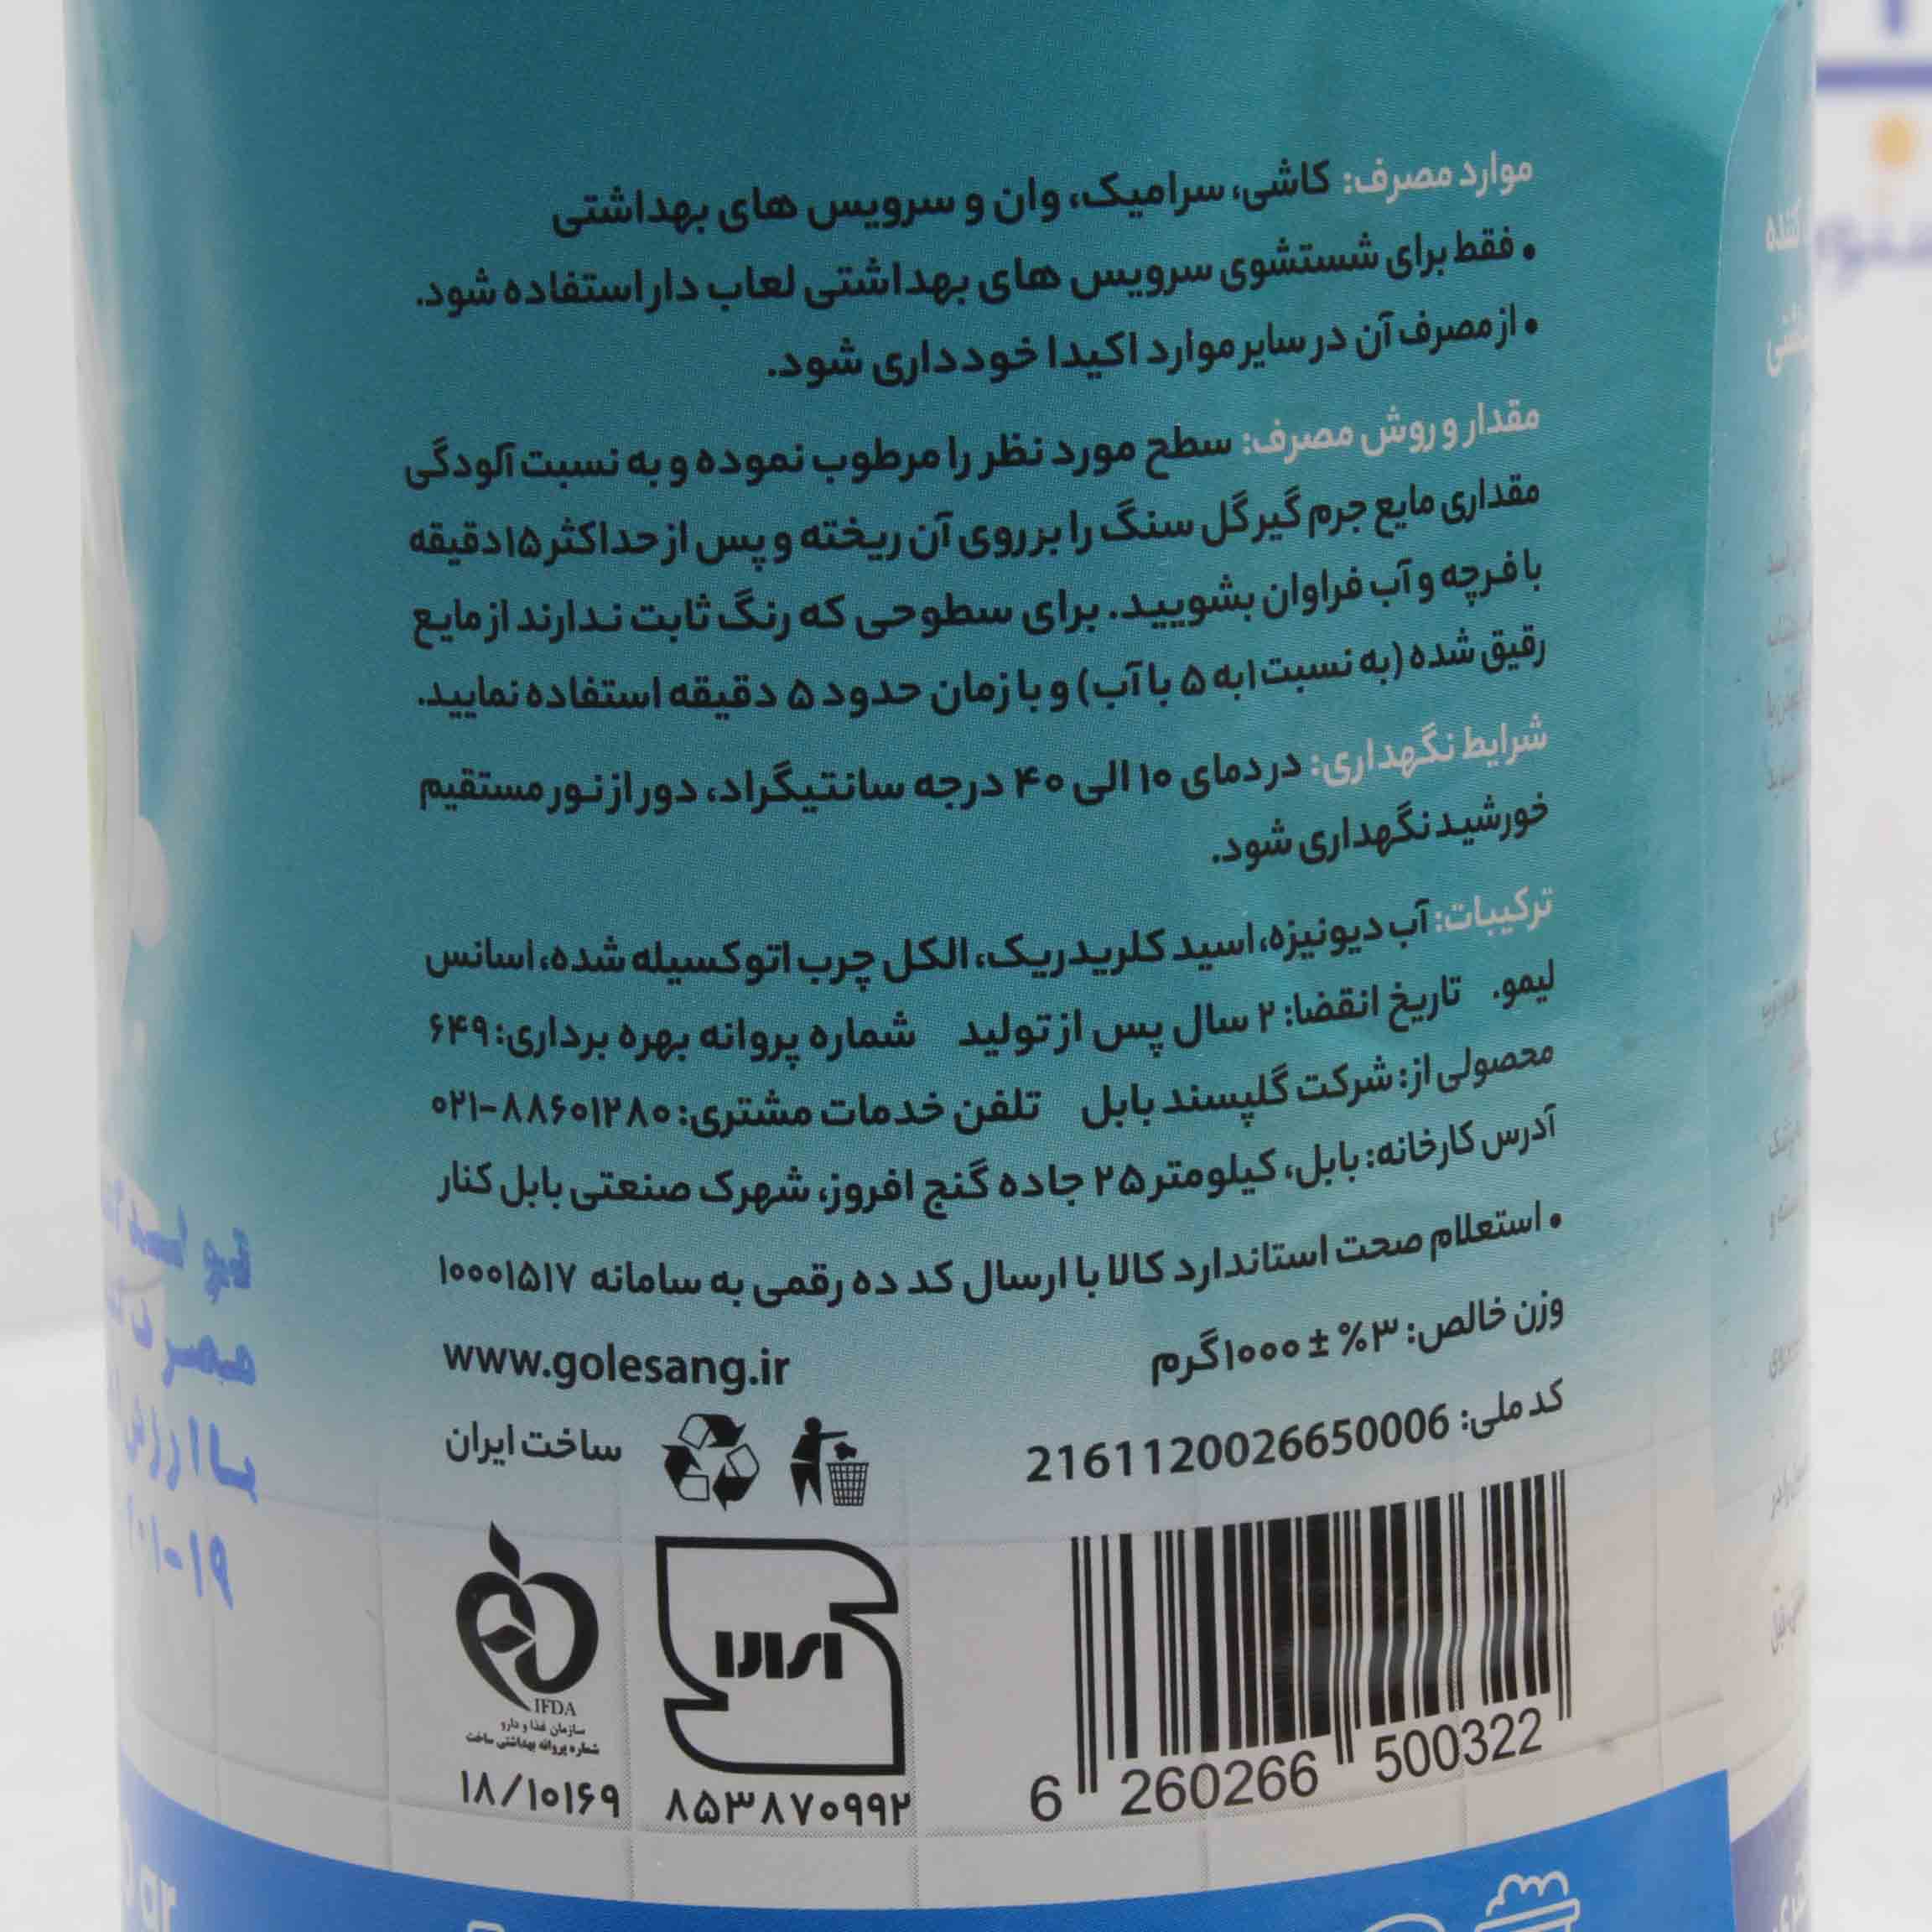 موارد مصرف: کاشی، سرامیک، وان و سرویس های بهداشتی
• فقط برای شستشوی سرویس های بهداشتی لعاب دار استفاده شود.
• از مصرف آن در سایر موارد اکیدا خودداری شود.
مقدار و روش مصرف: سطح مورد نظر را مرطوب نموده و به نسبت آلودگی
مقداری مایع جرم گیر گل سنگ را بر روی آن ریخته و پس از حداکثر ۱۵ دقیقه
با فرچه و آب فراوان بشویید. برای سطوحی که رنگ ثابت ندارند از مایع
رقیق شده (به نسبت ۱ به ۵ با آب) و با زمان حدود ۵ دقیقه استفاده نمایید.
شرایط نگهداری: در دمای ۱۰ الی ۴۰ درجه سانتیگراد، دور از نور مستقیم
خورشید نگهداری شود.
ترکیبات: آب دیونیزه، اسید کلریدریک، الکل چرب اتوکسیله شده، اسانس
لیمو. تاریخ انقضا: ۲ سال پس از تولید شماره پروانه بهره برداری: ۶۴۹
محصولی از: شرکت گلپسند بابل تلفن خدمات مشتری: ۸۸۶۰۱۲۸۰-۰۲۱
آدرس کارخانه: بابل، کیلومتر ۲۵ جاده گنج افروز، شهرک صنعتی بابل کنار
• استعلام صحت استاندارد کالا با ارسال کد ده رقمی به سامانه ۱۰۰۰۱۵۱۷
وزن خالص: ۳% ± ۱۰۰۰ گرم
www.golesang.ir
کد ملی: 2161120026650006
ساخت ایران
IFDA
سازمان غذا و دارو
شماره پروانه بهداشتی ساخت
۱۸/۱۰۱۶۹
۸۵۳۸۷۰۹۹۲
6 260266 500322
کننده